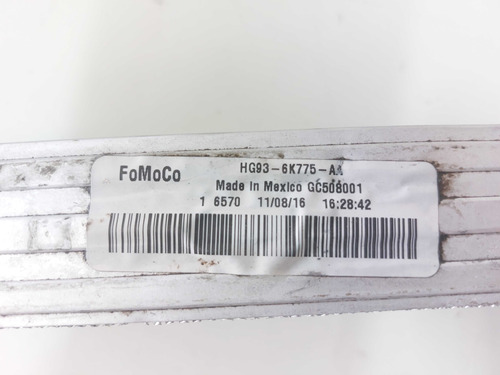 FoMoCo
HG93-6K775-AA
Made in Mexico GC508001
1 6570 11/08/16 16:28:42